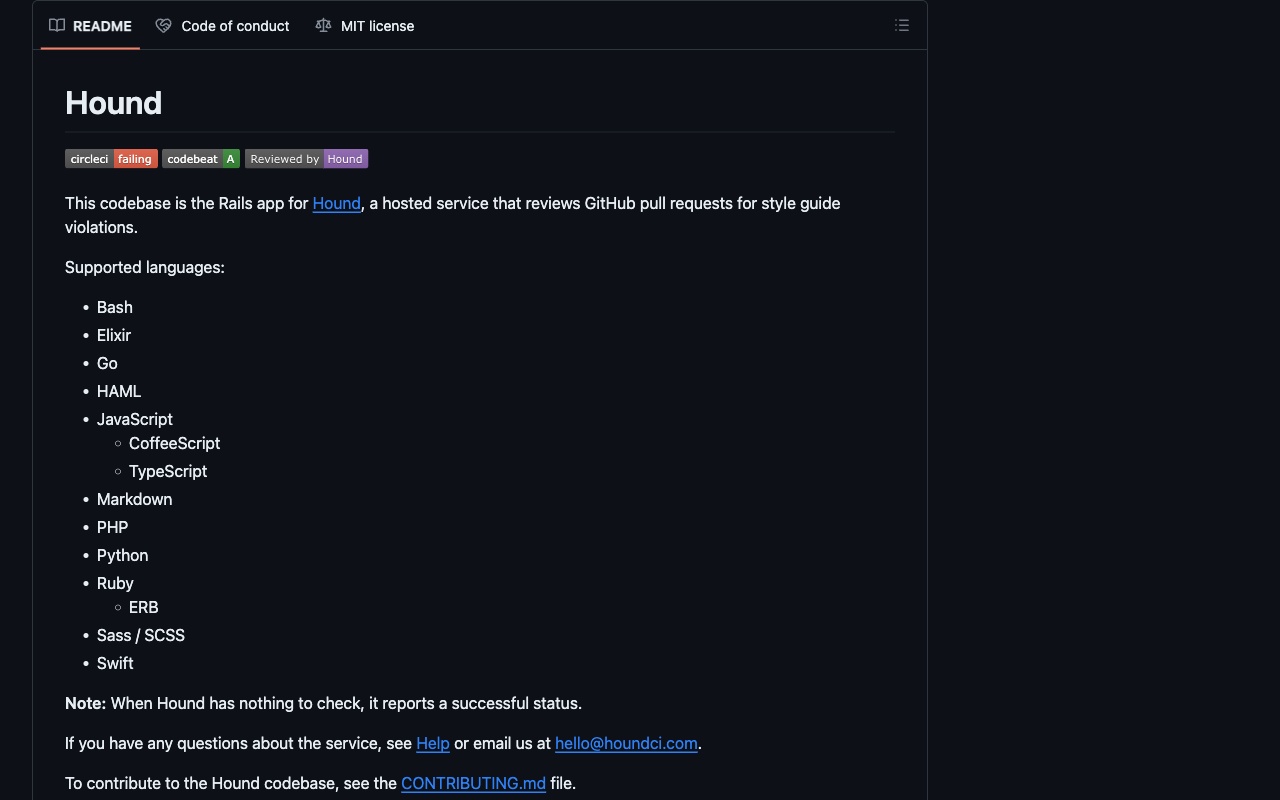 README Code of conduct MIT license
Hound
circleci failing codebeat A Reviewed by Hound
This codebase is the Rails app for Hound, a hosted service that reviews GitHub pull requests for style guide
violations.
Supported languages:
• Bash
• Elixir
• Go
• HAML
• JavaScript
◦ CoffeeScript
◦ TypeScript
• Markdown
• PHP
• Python
• Ruby
◦ ERB
• Sass / SCSS
• Swift
Note: When Hound has nothing to check, it reports a successful status.
If you have any questions about the service, see Help or email us at hello@houndci.com.
To contribute to the Hound codebase, see the CONTRIBUTING.md file.